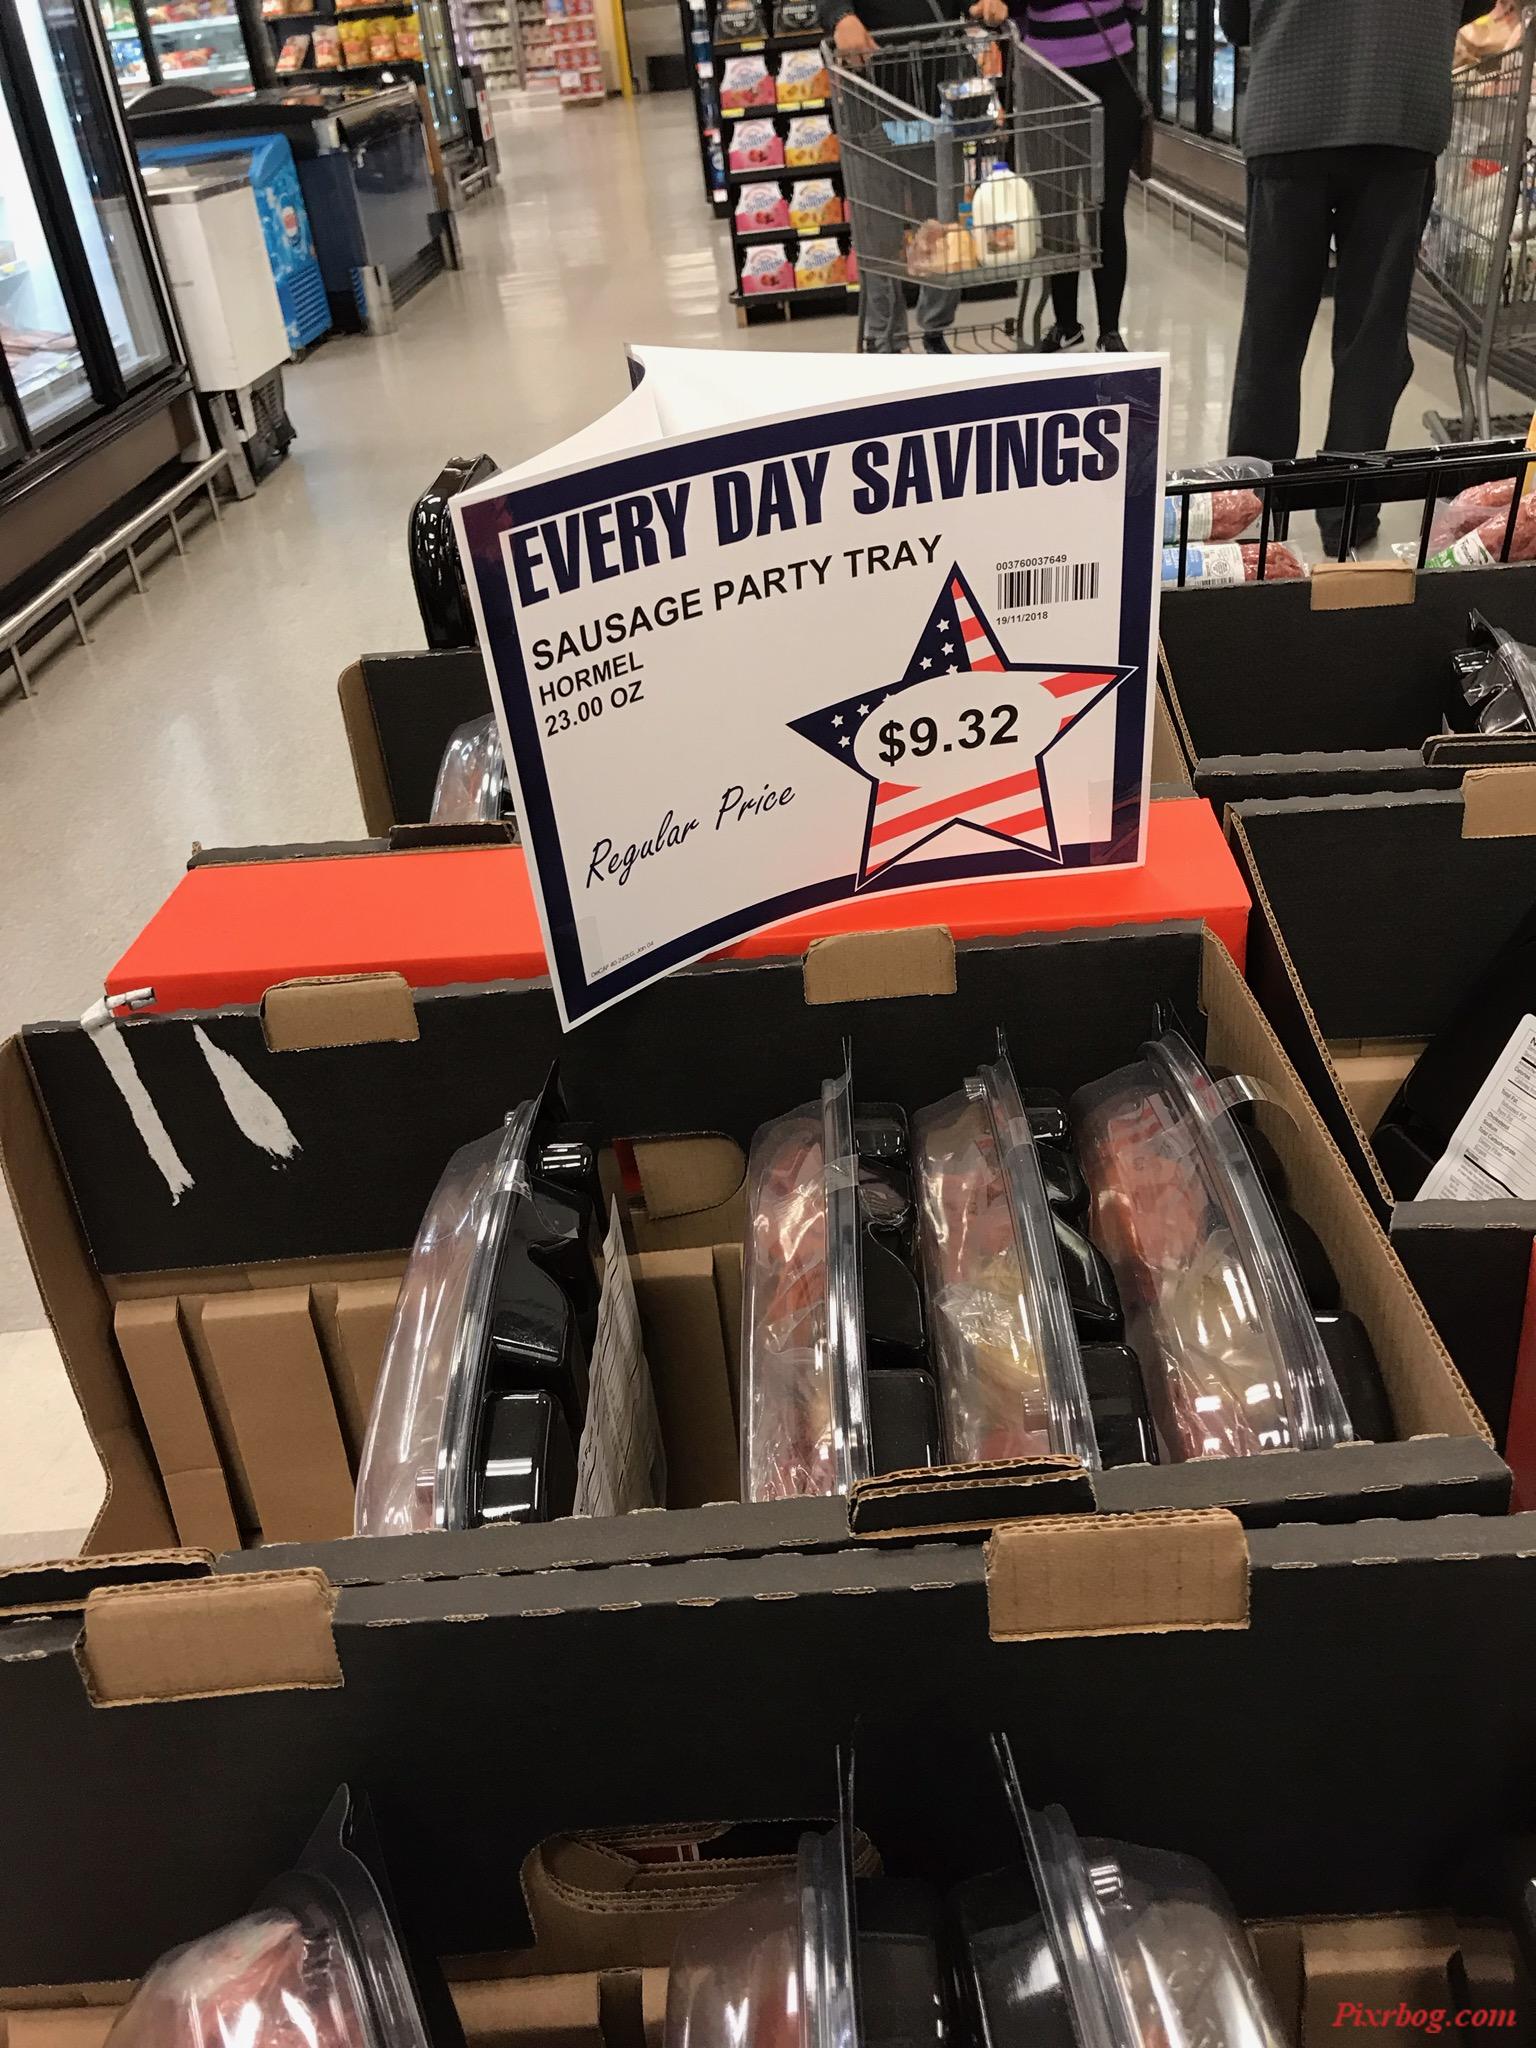 EVERY DAY SAVINGS
SAUSAGE PARTY TRAY
HORMEL
23.00 OZ
003760037649
19/11/2018
$9.32
Regular Price
Pixrbog.com